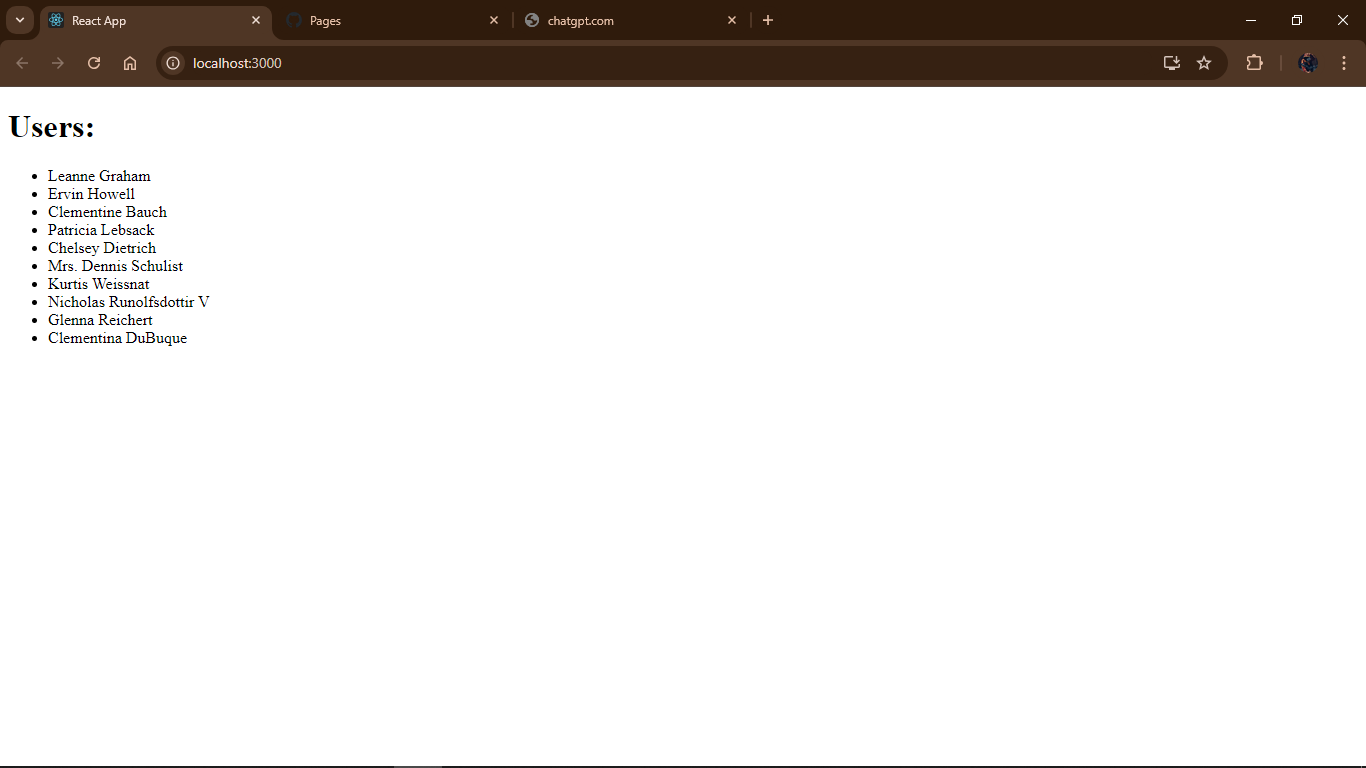 React App
Pages
chatgpt.com
localhost:3000
Users:
Leanne Graham
Ervin Howell
Clementine Bauch
Patricia Lebsack
Chelsey Dietrich
Mrs. Dennis Schulist
Kurtis Weissnat
Nicholas Runolfsdottir V
Glenna Reichert
Clementina DuBuque